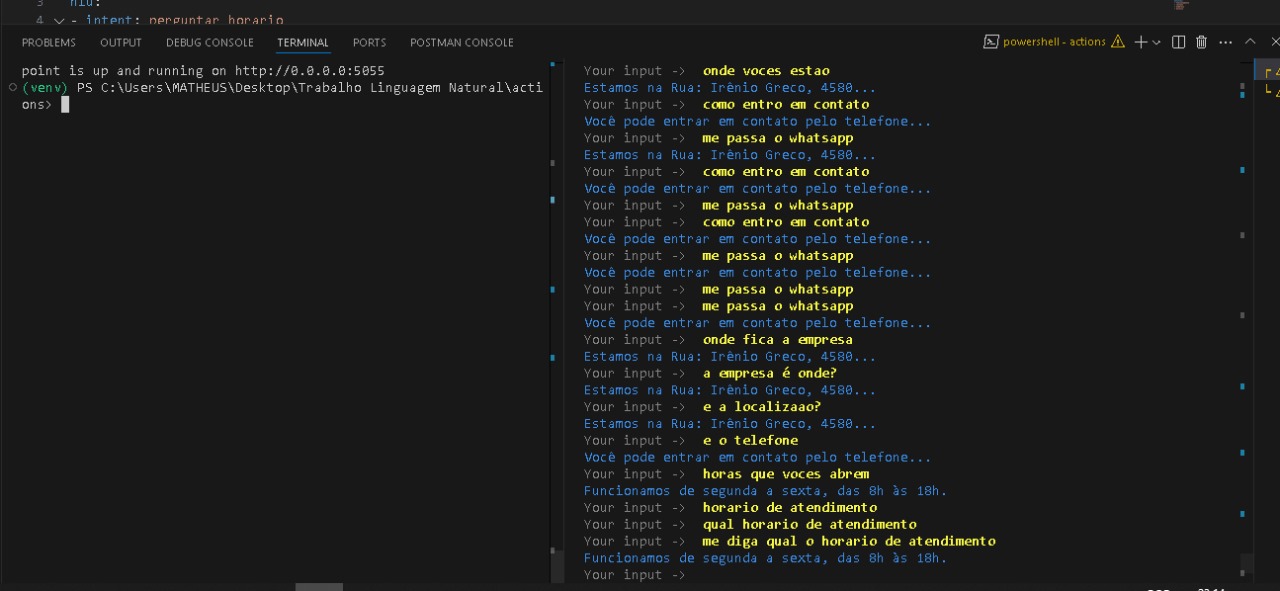 nlu:
4 - intent: perguntar_horario
PROBLEMS OUTPUT DEBUG CONSOLE TERMINAL PORTS POSTMAN CONSOLE
powershell - actions
point is up and running on http://0.0.0.0:5055
(venv) PS C:\Users\MATHEUS\Desktop\Trabalho Linguagem Natural\acti
ons>
Your input -> onde voces estao
Estamos na Rua: Irênio Greco, 4580...
Your input -> como entro em contato
Você pode entrar em contato pelo telefone...
Your input -> me passa o whatsapp
Estamos na Rua: Irênio Greco, 4580...
Your input -> como entro em contato
Você pode entrar em contato pelo telefone...
Your input -> me passa o whatsapp
Your input -> como entro em contato
Você pode entrar em contato pelo telefone...
Your input -> me passa o whatsapp
Você pode entrar em contato pelo telefone...
Your input -> me passa o whatsapp
Your input -> me passa o whatsapp
Você pode entrar em contato pelo telefone...
Your input -> onde fica a empresa
Estamos na Rua: Irênio Greco, 4580...
Your input -> a empresa é onde?
Estamos na Rua: Irênio Greco, 4580...
Your input -> e a localizaao?
Estamos na Rua: Irênio Greco, 4580...
Your input -> e o telefone
Você pode entrar em contato pelo telefone...
Your input -> horas que voces abrem
Funcionamos de segunda a sexta, das 8h às 18h.
Your input -> horario de atendimento
Your input -> qual horario de atendimento
Your input -> me diga qual o horario de atendimento
Funcionamos de segunda a sexta, das 8h às 18h.
Your input ->